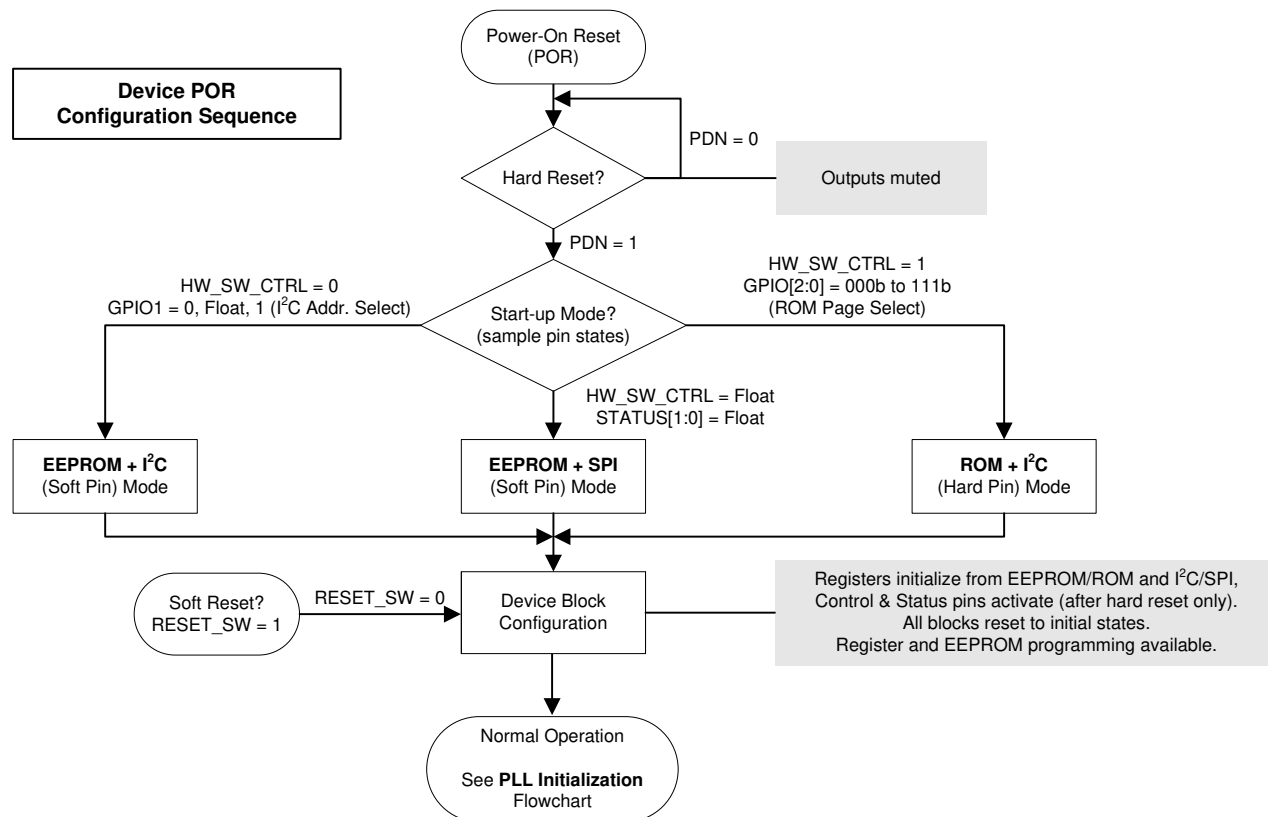 Power-On Reset
(POR)
Device POR
Configuration Sequence
PDN = 0
Hard Reset?
Outputs muted
PDN = 1
HW_SW_CTRL = 0
GPIO1 = 0, Float, 1 (I²C Addr. Select)
HW_SW_CTRL = 1
GPIO[2:0] = 000b to 111b
(ROM Page Select)
Start-up Mode?
(sample pin states)
HW_SW_CTRL = Float
STATUS[1:0] = Float
EEPROM + I²C
(Soft Pin) Mode
EEPROM + SPI
(Soft Pin) Mode
ROM + I²C
(Hard Pin) Mode
Soft Reset?
RESET_SW = 1
RESET_SW = 0
Device Block
Configuration
Registers initialize from EEPROM/ROM and I²C/SPI,
Control & Status pins activate (after hard reset only).
All blocks reset to initial states.
Register and EEPROM programming available.
Normal Operation
See PLL Initialization
Flowchart